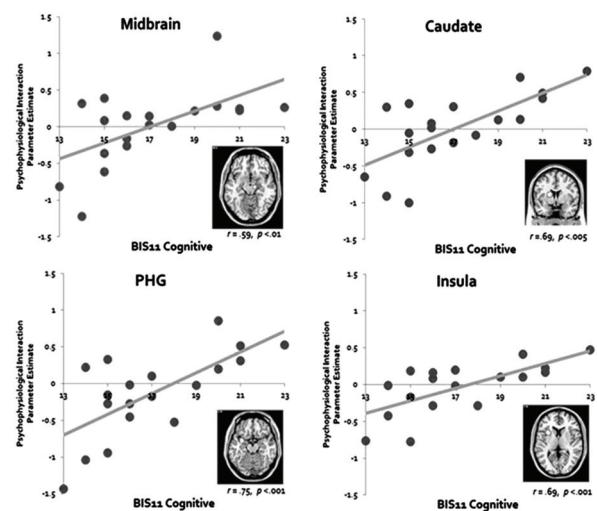 Midbrain
Psychophysiological Interaction
Parameter Estimate
1.5
1
0.5
0
-0.5
-1
-1.5
13
15
17
19
21
23
r = .59, p <.01
BIS11 Cognitive
Caudate
Psychophysiological Interaction
Parameter Estimate
1.5
1
0.5
0
-0.5
-1
-1.5
13
15
17
19
21
23
r =.69, p <.005
BIS11 Cognitive
PHG
Psychophysiological Interaction
Parameter Estimate
1.5
1
0.5
0
-0.5
-1
-1.5
13
15
17
19
21
23
r = .75, p <.001
BIS11 Cognitive
Insula
Psychophysiological Interaction
Parameter Estimate
1.5
1
0.5
0
-0.5
-1
-1.5
13
15
17
19
21
23
r = .69, p <.001
BIS11 Cognitive